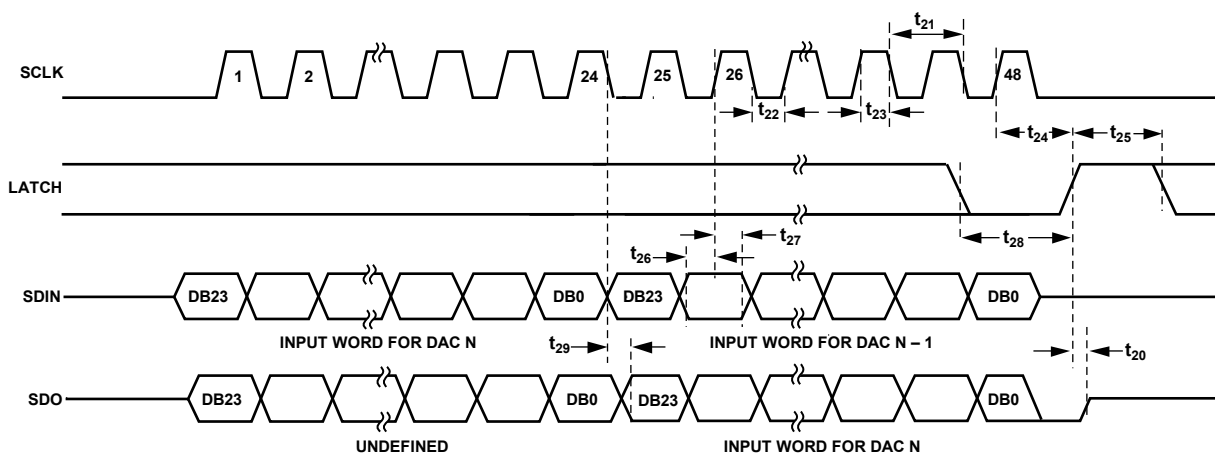 t21
SCLK
1
2
24
25
26
48
t22
t23
t24
t25
LATCH
t28
t27
t26
SDIN
DB23
DB0
DB23
DB0
INPUT WORD FOR DAC N
INPUT WORD FOR DAC N – 1
t29
t20
SDO
DB23
DB0
DB23
DB0
UNDEFINED
INPUT WORD FOR DAC N